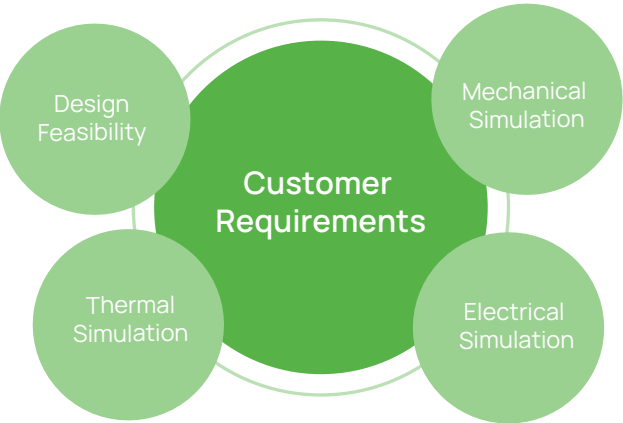 Design
Feasibility
Mechanical
Simulation
Customer
Requirements
Thermal
Simulation
Electrical
Simulation